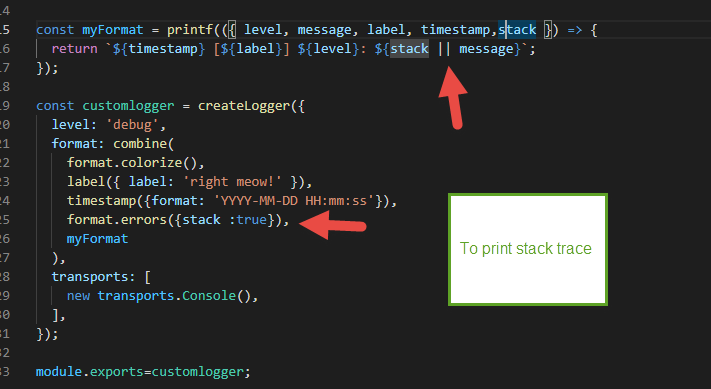 14
15 const myFormat = printf(({ level, message, label, timestamp,stack }) => {
16   return `${timestamp} [${label}] ${level}: ${stack || message}`;
17 });
18
19 const customlogger = createLogger({
20   level: 'debug',
21   format: combine(
22     format.colorize(),
23     label({ label: 'right meow!' }),
24     timestamp({format: 'YYYY-MM-DD HH:mm:ss'}),
25     format.errors({stack :true}),
26     myFormat
27   ),
28   transports: [
29     new transports.Console(),
30   ],
31 });
32
33 module.exports=customlogger;
To print stack trace